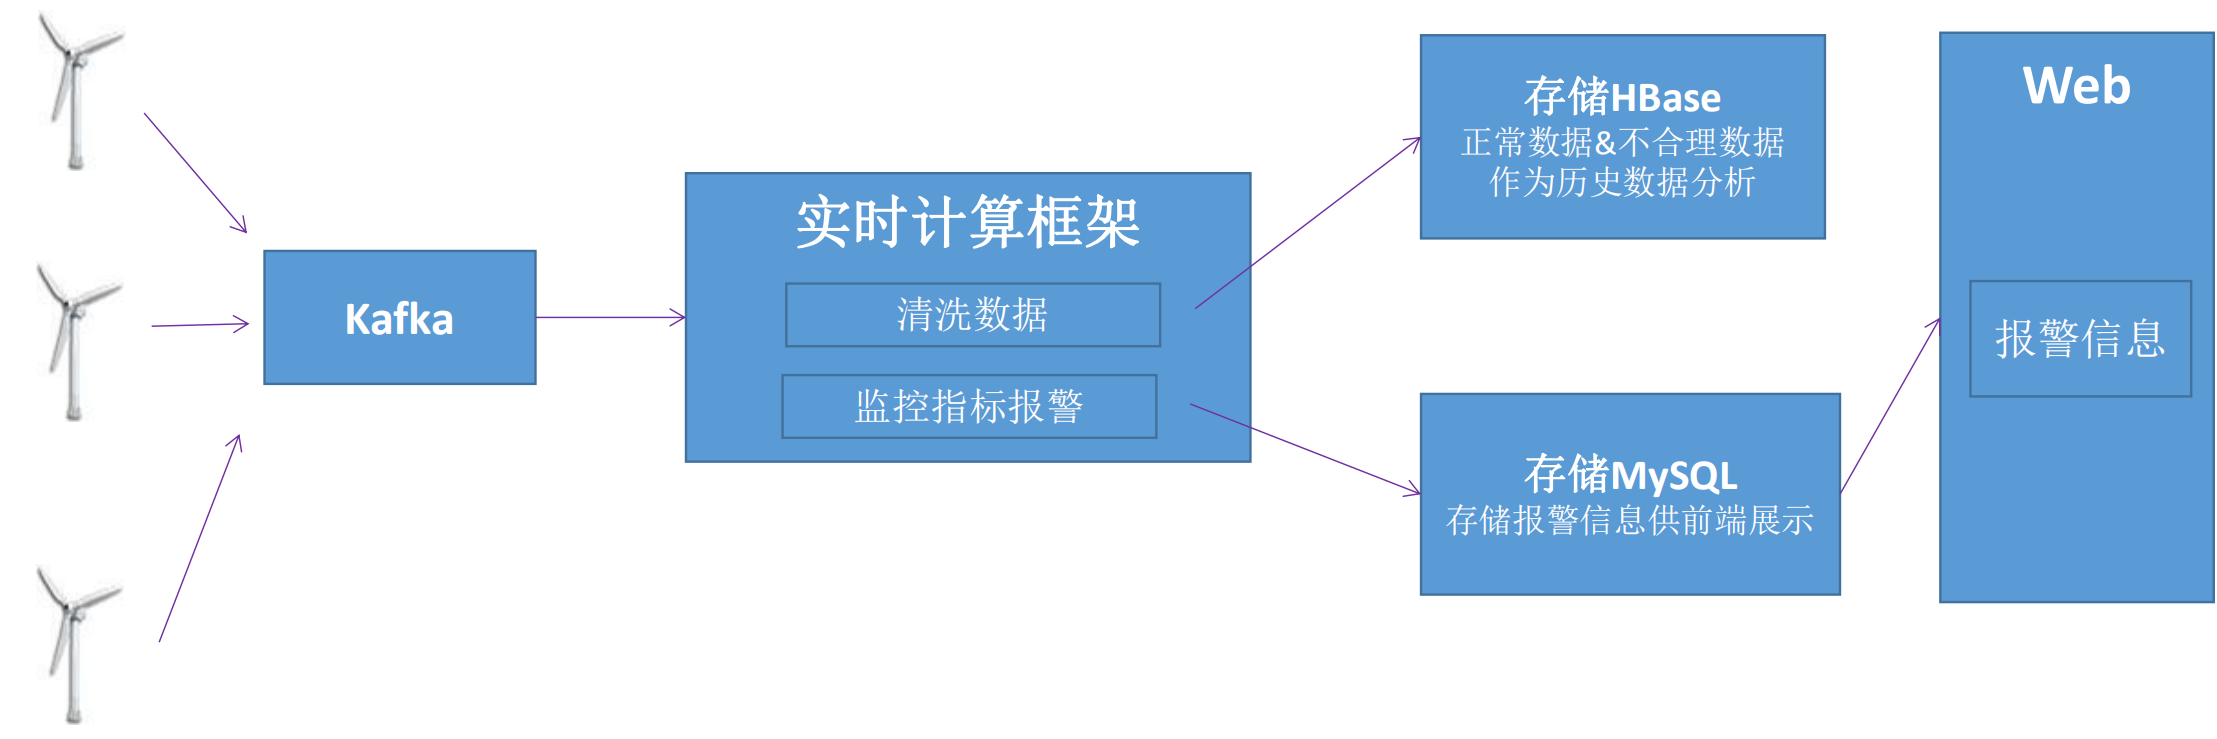 Kafka
实时计算框架
清洗数据
监控指标报警
存储HBase
正常数据&不合理数据
作为历史数据分析
存储MySQL
存储报警信息供前端展示
Web
报警信息